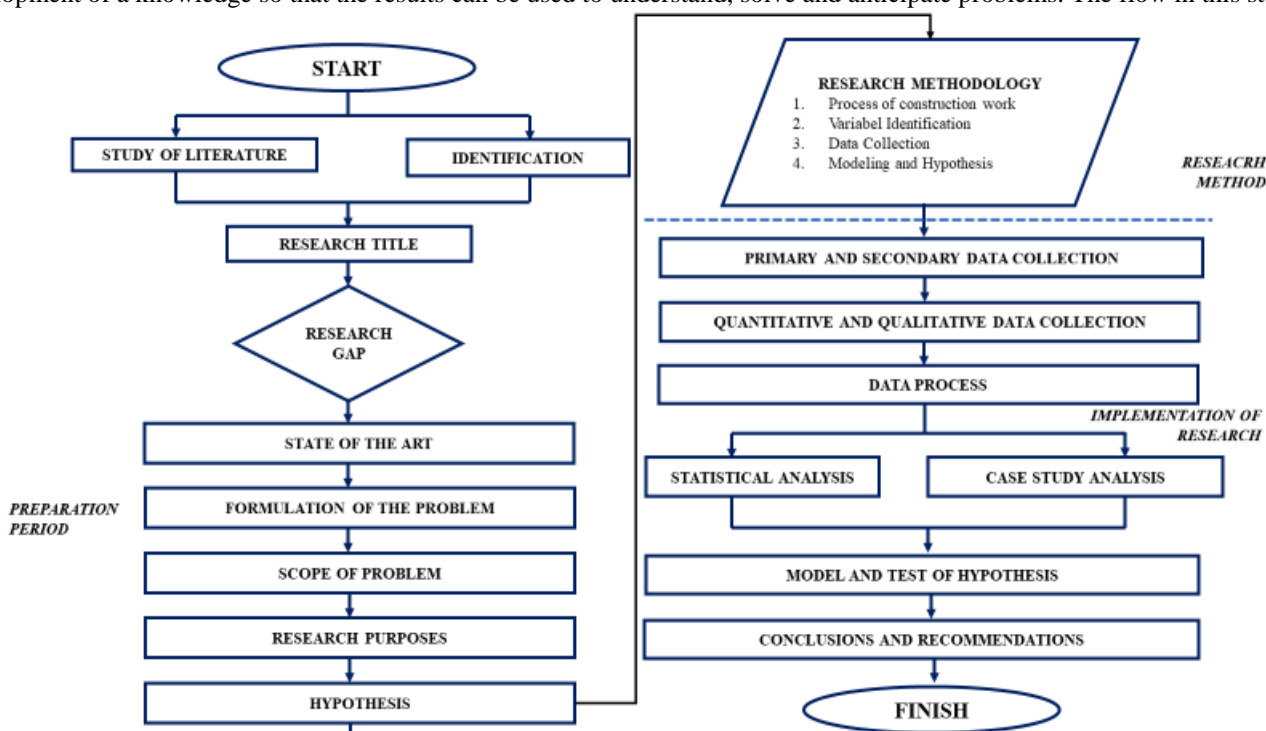 opment of a knowledge so that the results can be used to understand, solve and anticipate problems. The flow in this st
START
STUDY OF LITERATURE
IDENTIFICATION
RESEARCH TITLE
RESEARCH
GAP
STATE OF THE ART
FORMULATION OF THE PROBLEM
PREPARATION
PERIOD
SCOPE OF PROBLEM
RESEARCH PURPOSES
HYPOTHESIS
RESEARCH METHODOLOGY
1. Process of construction work
2. Variabel Identification
3. Data Collection
4. Modeling and Hypothesis
RESEACRH
METHOD
PRIMARY AND SECONDARY DATA COLLECTION
QUANTITATIVE AND QUALITATIVE DATA COLLECTION
DATA PROCESS
IMPLEMENTATION OF
RESEARCH
STATISTICAL ANALYSIS
CASE STUDY ANALYSIS
MODEL AND TEST OF HYPOTHESIS
CONCLUSIONS AND RECOMMENDATIONS
FINISH